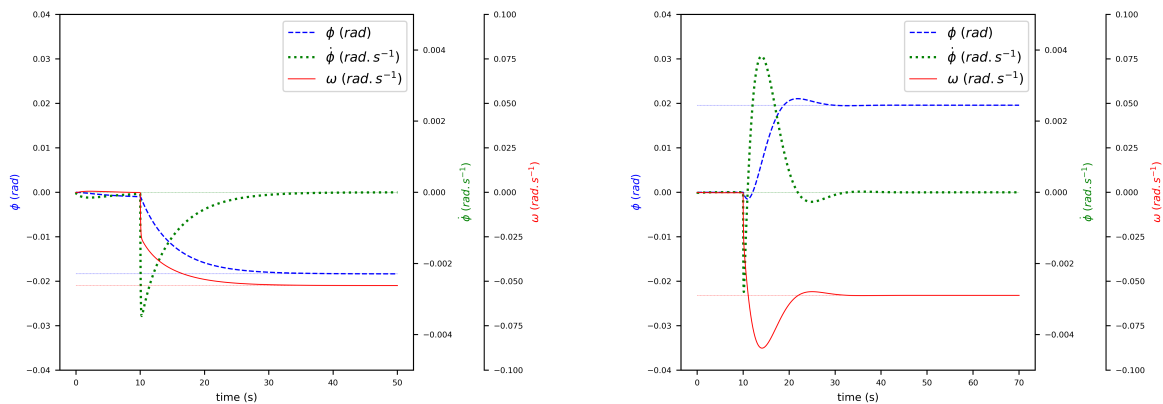 0.04
0.03
0.02
0.01
0.00
−0.01
−0.02
−0.03
−0.04
ϕ (rad)
0 10 20 30 40 50
time (s)
ϕ (rad)
ϕ̇ (rad.s⁻¹)
ω (rad.s⁻¹)
0.004
0.002
0.000
−0.002
−0.004
ϕ̇ (rad.s⁻¹)
0.100
0.075
0.050
0.025
0.000
−0.025
−0.050
−0.075
−0.100
ω (rad.s⁻¹)
0.04
0.03
0.02
0.01
0.00
−0.01
−0.02
−0.03
−0.04
ϕ (rad)
0 10 20 30 40 50 60 70
time (s)
ϕ (rad)
ϕ̇ (rad.s⁻¹)
ω (rad.s⁻¹)
0.004
0.002
0.000
−0.002
−0.004
ϕ̇ (rad.s⁻¹)
0.100
0.075
0.050
0.025
0.000
−0.025
−0.050
−0.075
−0.100
ω (rad.s⁻¹)